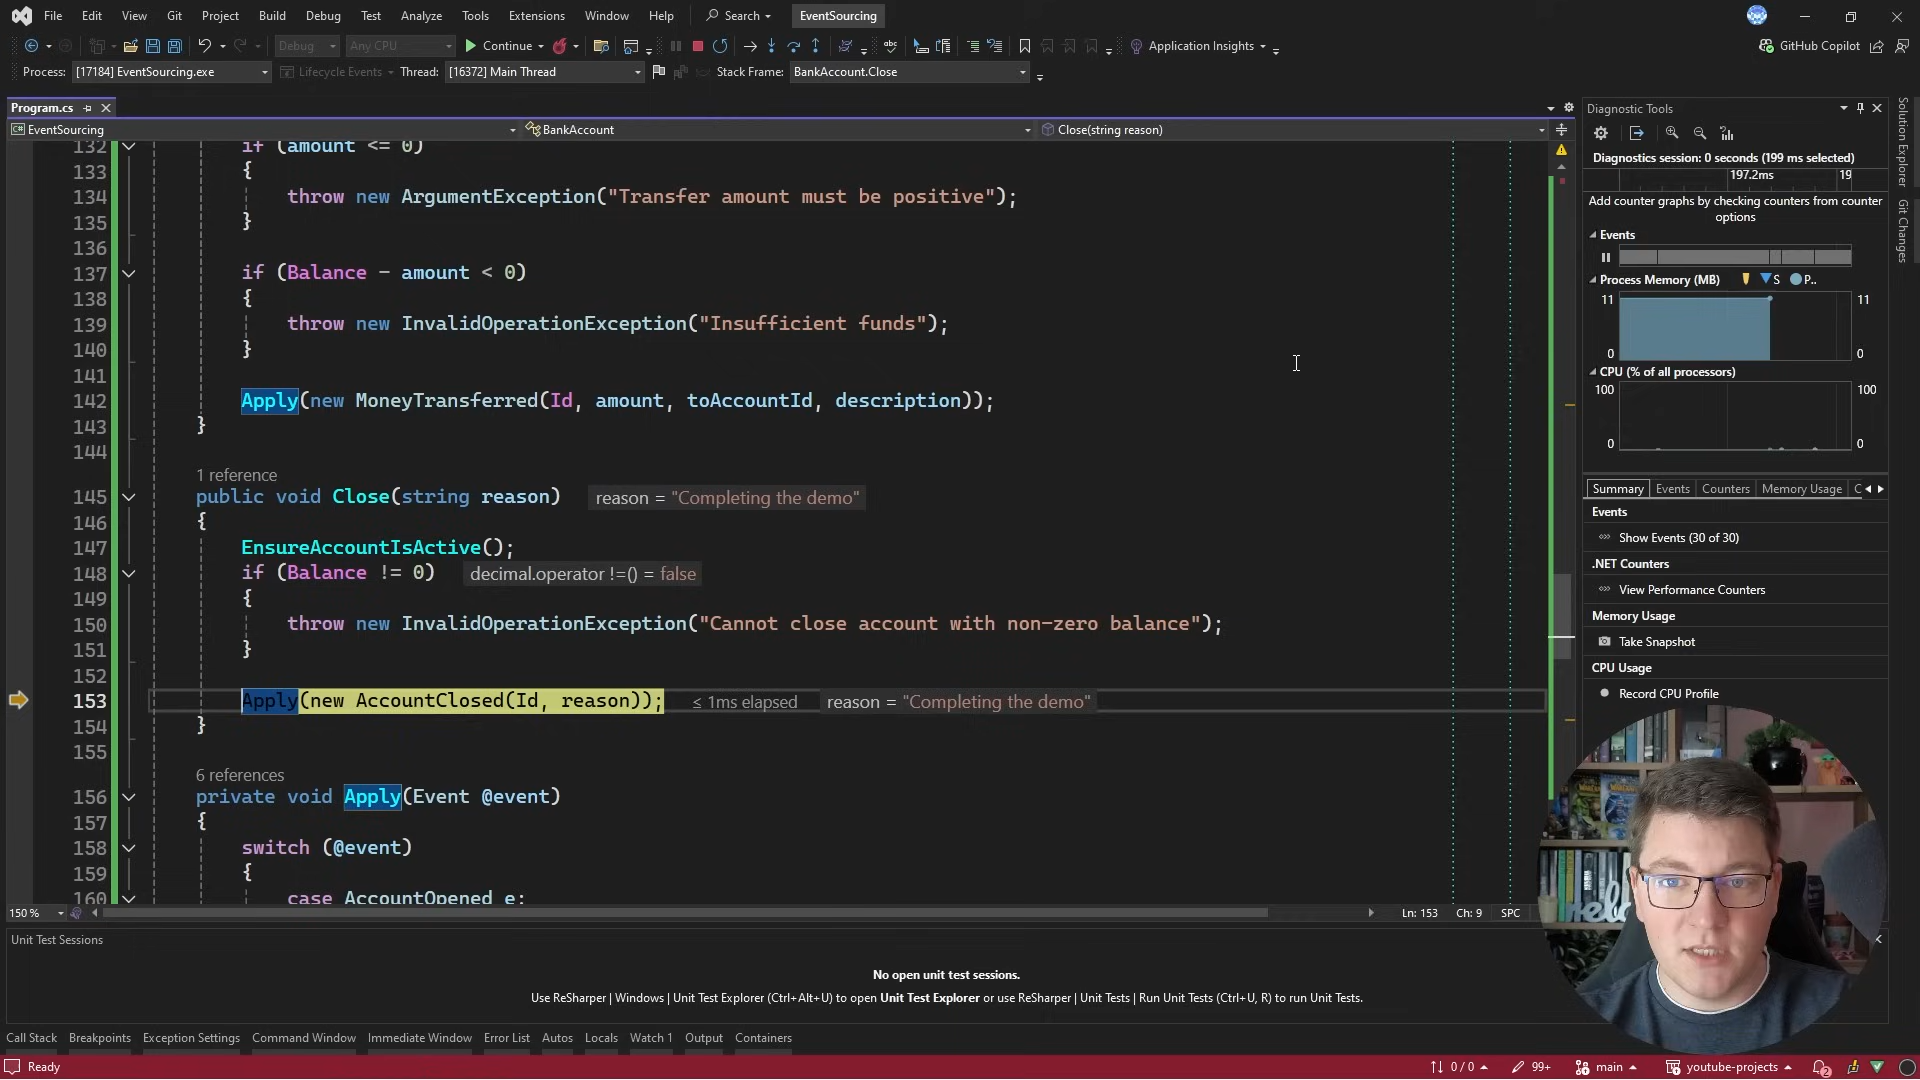 File Edit View Git Project Build Debug Test Analyze Tools Extensions Window Help Search EventSourcing
Debug Any CPU Continue Application Insights GitHub Copilot
Process: [17184] EventSourcing.exe Lifecycle Events Thread: [16372] Main Thread Stack Frame: BankAccount.Close
Program.cs
EventSourcing BankAccount Close(string reason)
132 if (amount <= 0)
133 {
134 throw new ArgumentException("Transfer amount must be positive");
135 }
136
137 if (Balance - amount < 0)
138 {
139 throw new InvalidOperationException("Insufficient funds");
140 }
141
142 Apply(new MoneyTransferred(Id, amount, toAccountId, description));
143 }
144
1 reference
145 public void Close(string reason) reason = "Completing the demo"
146 {
147 EnsureAccountIsActive();
148 if (Balance != 0) decimal.operator !=() = false
149 {
150 throw new InvalidOperationException("Cannot close account with non-zero balance");
151 }
152
153 Apply(new AccountClosed(Id, reason)); ≤ 1ms elapsed reason = "Completing the demo"
154 }
155
6 references
156 private void Apply(Event @event)
157 {
158 switch (@event)
159 {
160 case AccountOpened e:
150 % Ln: 153 Ch: 9 SPC
Diagnostic Tools
Diagnostics session: 0 seconds (199 ms selected)
197.2ms 19
Add counter graphs by checking counters from counter
options
Events
Process Memory (MB) S P..
11 11
0 0
CPU (% of all processors)
100 100
0 0
Summary Events Counters Memory Usage C
Events
Show Events (30 of 30)
.NET Counters
View Performance Counters
Memory Usage
Take Snapshot
CPU Usage
Record CPU Profile
Solution Explorer
Git Changes
Unit Test Sessions
No open unit test sessions.
Use ReSharper | Windows | Unit Test Explorer (Ctrl+Alt+U) to open Unit Test Explorer or use ReSharper | Unit Tests | Run Unit Tests (Ctrl+U, R) to run Unit Tests.
Call Stack Breakpoints Exception Settings Command Window Immediate Window Error List Autos Locals Watch 1 Output Containers
Ready 0 / 0 99+ main youtube-projects 2